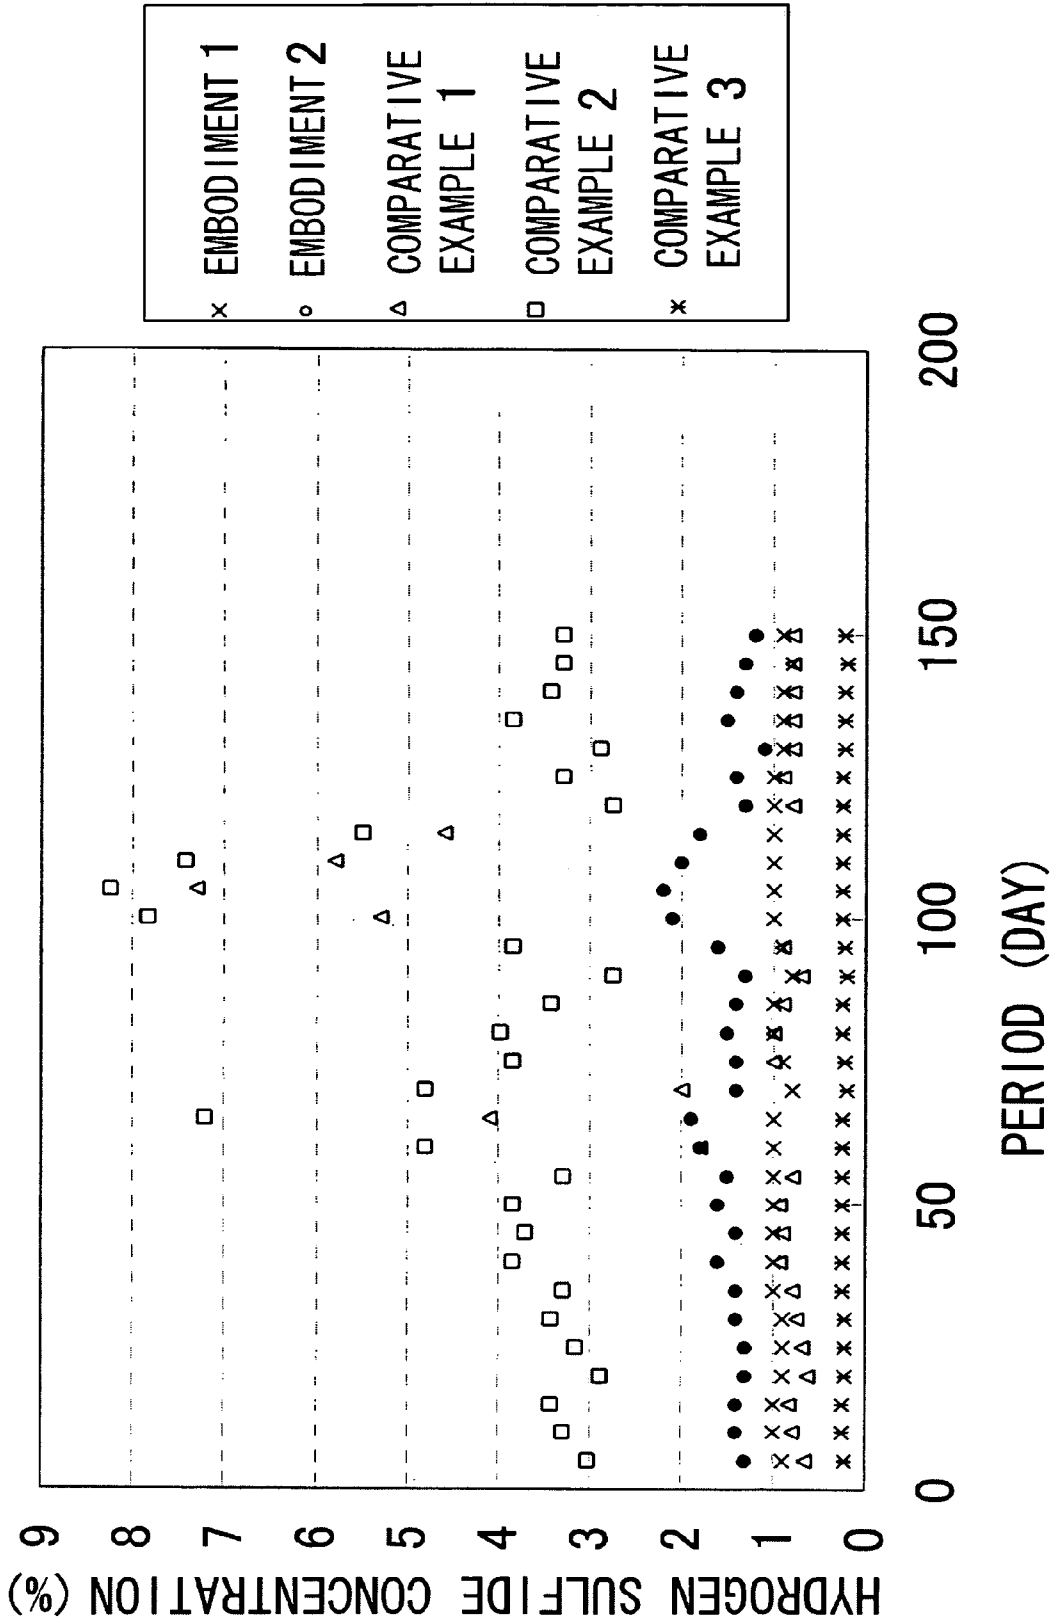 HYDROGEN SULFIDE CONCENTRATION (%)
9
8
7
6
5
4
3
2
1
0
0
50
100
150
200
PERIOD (DAY)
× EMBODIMENT 1
EMBODIMENT 2
△ COMPARATIVE
EXAMPLE 1
□ COMPARATIVE
EXAMPLE 2
COMPARATIVE
EXAMPLE 3